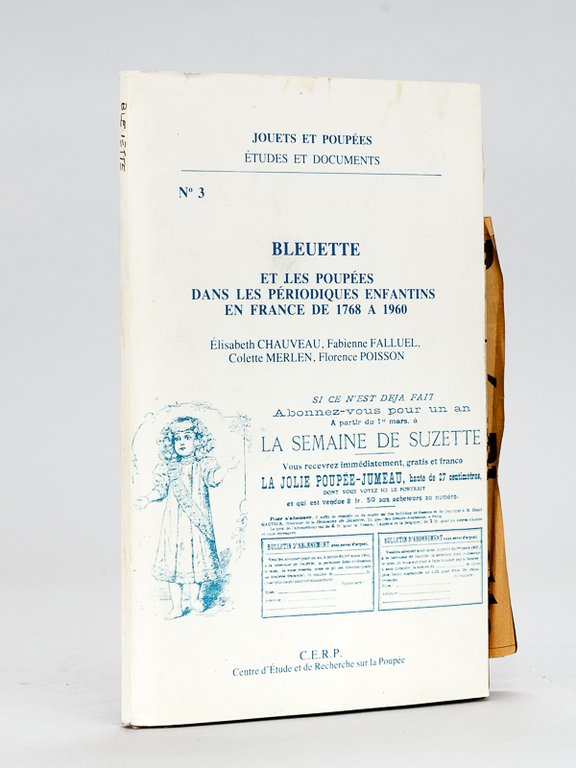 BLEUETTE
JOUETS ET POUPÉES
ÉTUDES ET DOCUMENTS
Nº 3
BLEUETTE
ET LES POUPÉES
DANS LES PÉRIODIQUES ENFANTINS
EN FRANCE DE 1768 A 1960
Élisabeth CHAUVEAU, Fabienne FALLUEL,
Colette MERLEN, Florence POISSON
SI CE N'EST DEJA FAIT
Abonnez-vous pour un an
A partir du 1er mars, à
LA SEMAINE DE SUZETTE
Vous recevrez immédiatement, gratis et franco
LA JOLIE POUPÉE-JUMEAU, haute de 27 centimètres,
DONT VOUS VOYEZ ICI LE PORTRAIT
et qui est vendue 2 fr. 50 aux acheteurs au numéro.
Pour s'abonner,
BULLETIN D'ABONNEMENT
BULLETIN D'ABONNEMENT
C.E.R.P.
Centre d'Étude et de Recherche sur la Poupée